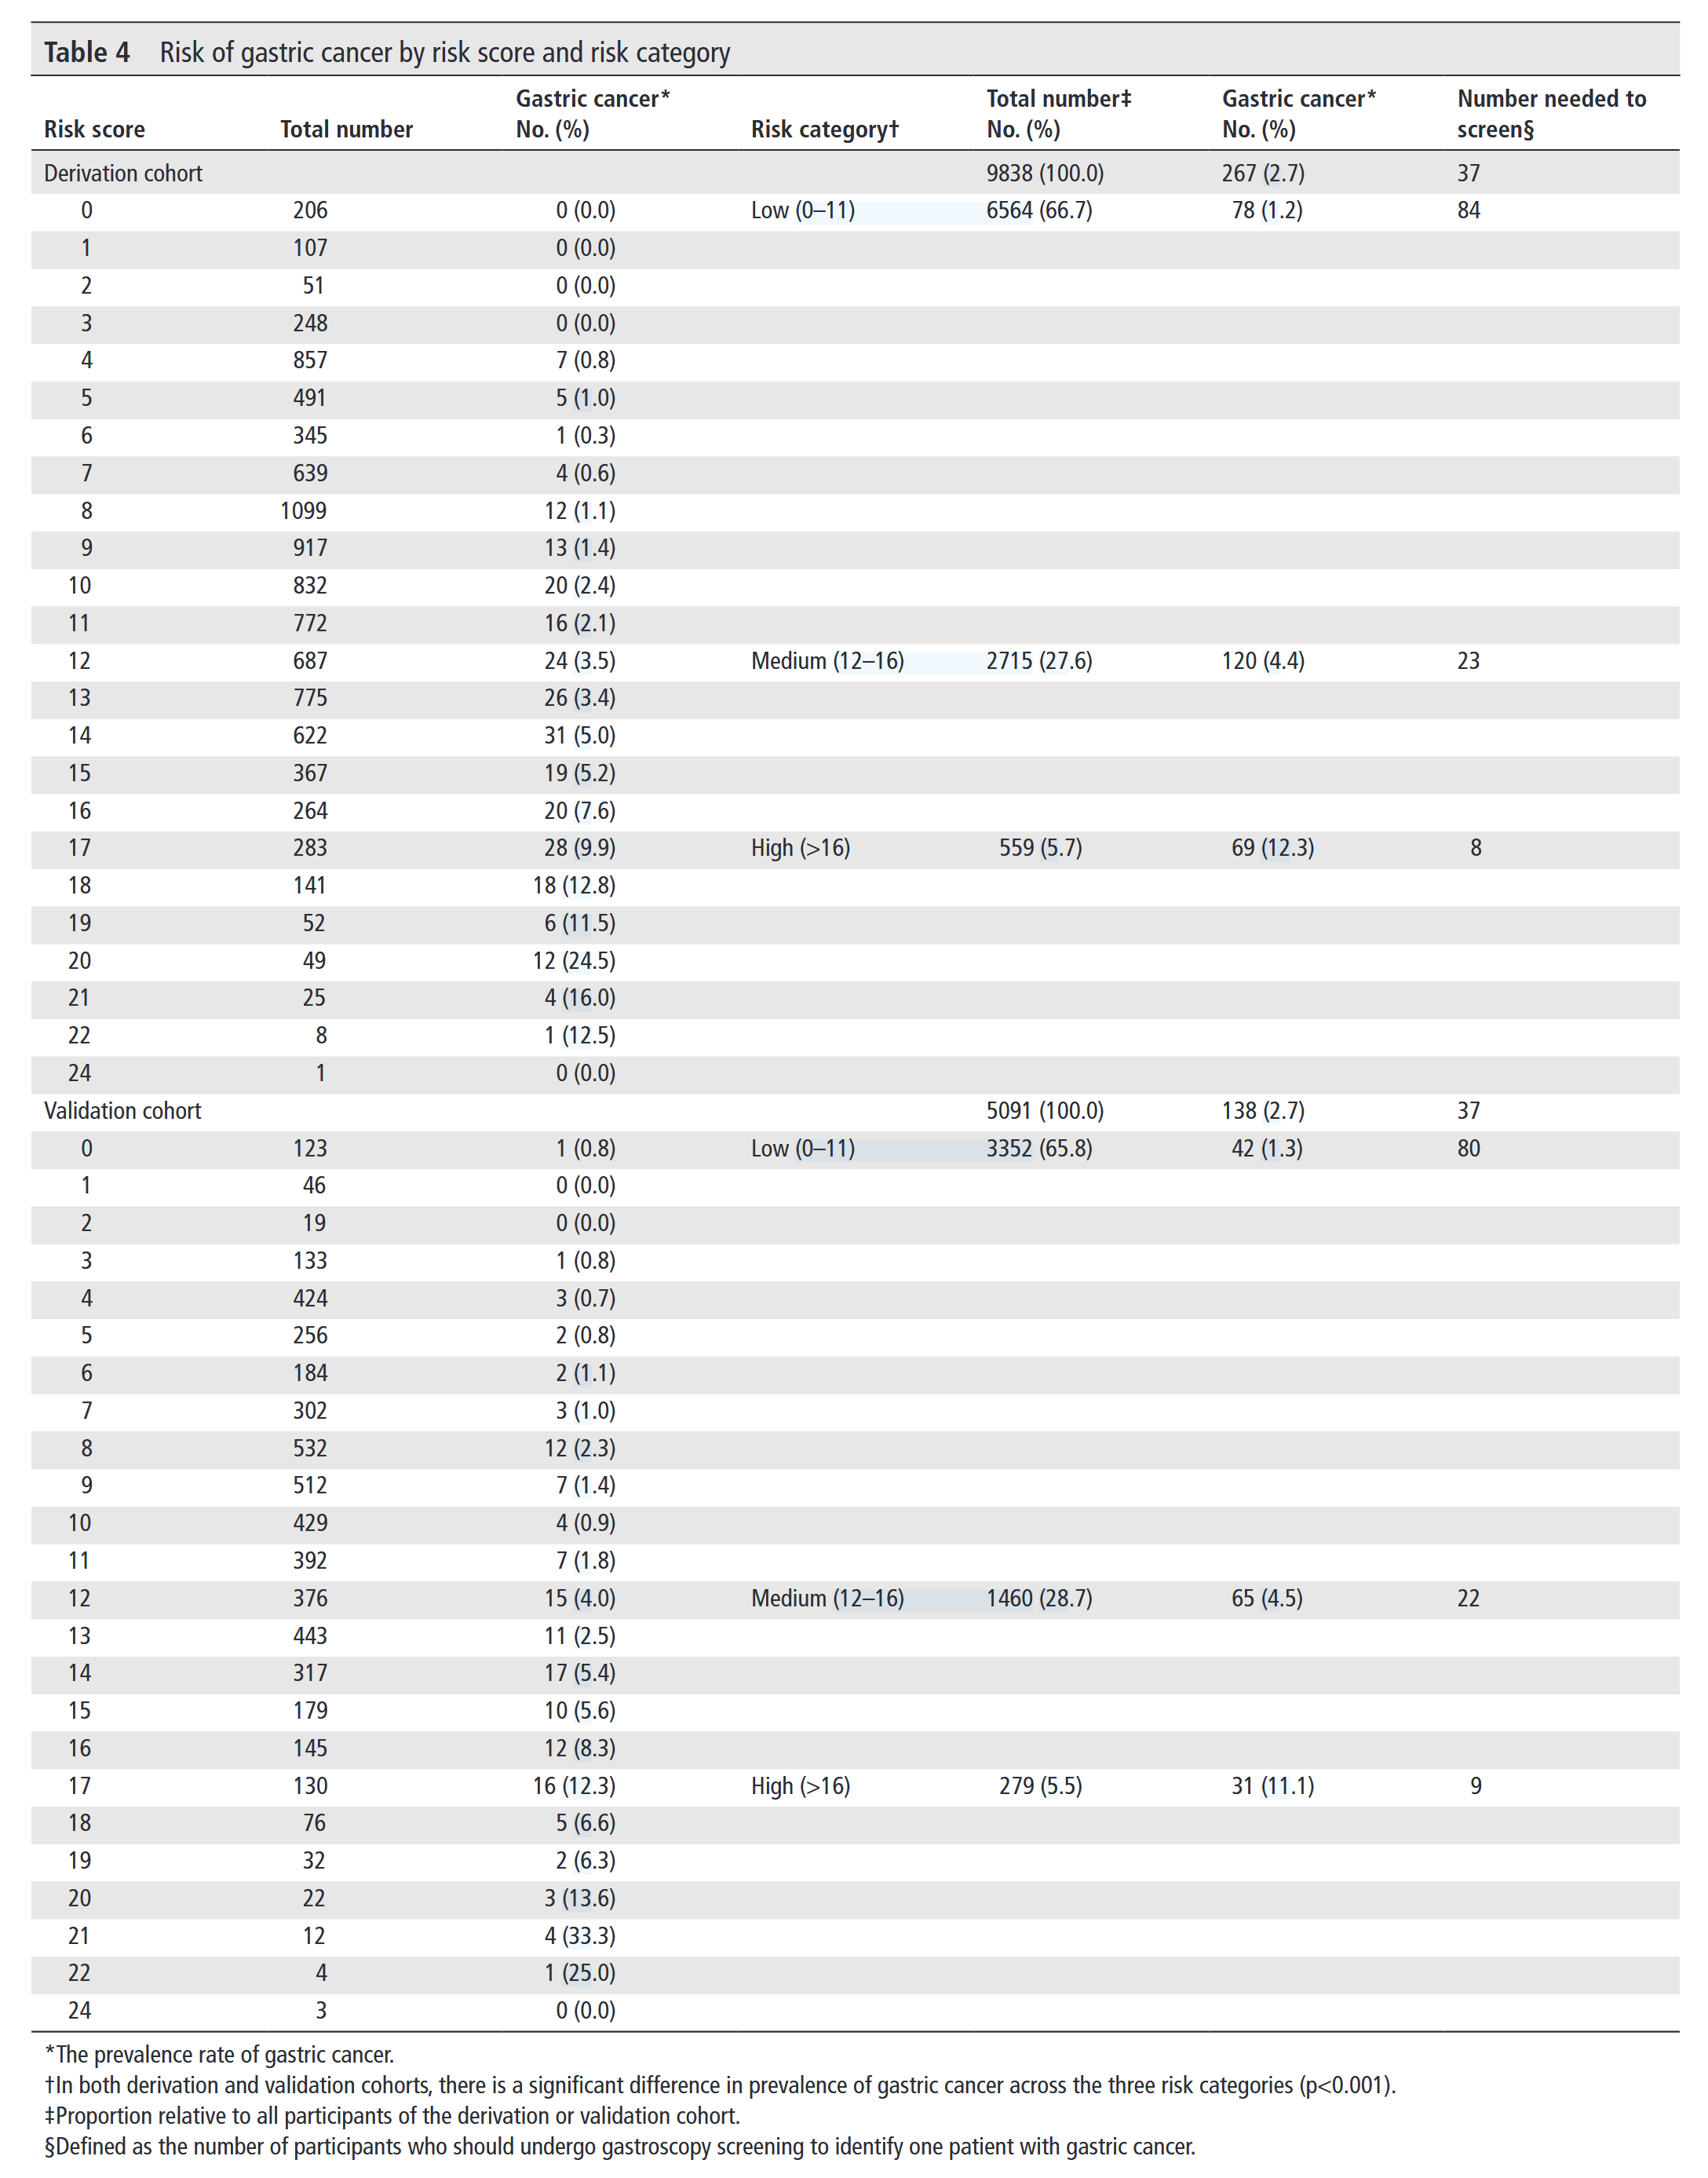 Table 4 Risk of gastric cancer by risk score and risk category
Risk score Total number Gastric cancer* No. (%) Risk category† Total number‡ No. (%) Gastric cancer* No. (%) Number needed to screen§
Derivation cohort 9838 (100.0) 267 (2.7) 37
0 206 0 (0.0) Low (0–11) 6564 (66.7) 78 (1.2) 84
1 107 0 (0.0)
2 51 0 (0.0)
3 248 0 (0.0)
4 857 7 (0.8)
5 491 5 (1.0)
6 345 1 (0.3)
7 639 4 (0.6)
8 1099 12 (1.1)
9 917 13 (1.4)
10 832 20 (2.4)
11 772 16 (2.1)
12 687 24 (3.5) Medium (12–16) 2715 (27.6) 120 (4.4) 23
13 775 26 (3.4)
14 622 31 (5.0)
15 367 19 (5.2)
16 264 20 (7.6)
17 283 28 (9.9) High (>16) 559 (5.7) 69 (12.3) 8
18 141 18 (12.8)
19 52 6 (11.5)
20 49 12 (24.5)
21 25 4 (16.0)
22 8 1 (12.5)
24 1 0 (0.0)
Validation cohort 5091 (100.0) 138 (2.7) 37
0 123 1 (0.8) Low (0–11) 3352 (65.8) 42 (1.3) 80
1 46 0 (0.0)
2 19 0 (0.0)
3 133 1 (0.8)
4 424 3 (0.7)
5 256 2 (0.8)
6 184 2 (1.1)
7 302 3 (1.0)
8 532 12 (2.3)
9 512 7 (1.4)
10 429 4 (0.9)
11 392 7 (1.8)
12 376 15 (4.0) Medium (12–16) 1460 (28.7) 65 (4.5) 22
13 443 11 (2.5)
14 317 17 (5.4)
15 179 10 (5.6)
16 145 12 (8.3)
17 130 16 (12.3) High (>16) 279 (5.5) 31 (11.1) 9
18 76 5 (6.6)
19 32 2 (6.3)
20 22 3 (13.6)
21 12 4 (33.3)
22 4 1 (25.0)
24 3 0 (0.0)
*The prevalence rate of gastric cancer.
†In both derivation and validation cohorts, there is a significant difference in prevalence of gastric cancer across the three risk categories (p<0.001).
‡Proportion relative to all participants of the derivation or validation cohort.
§Defined as the number of participants who should undergo gastroscopy screening to identify one patient with gastric cancer.